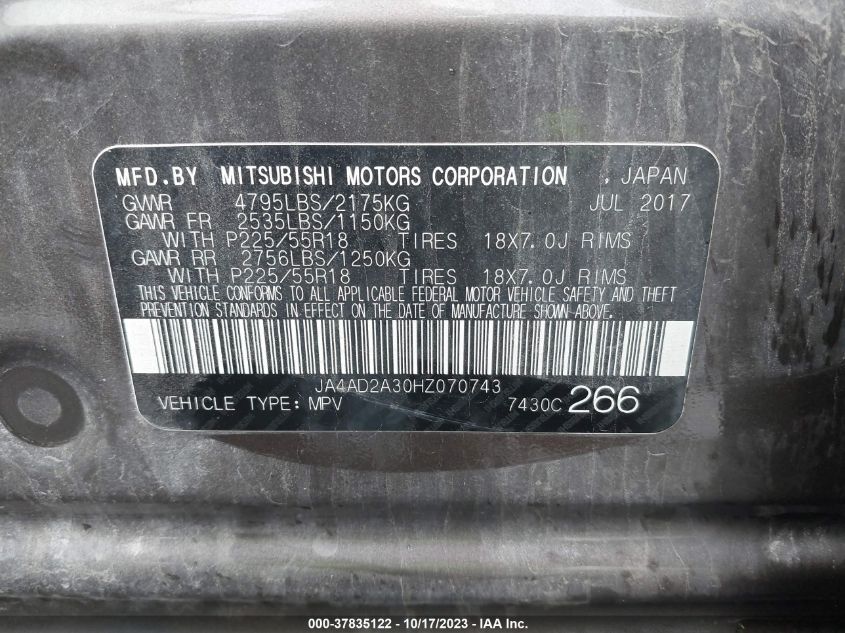 MFD.BY MITSUBISHI MOTORS CORPORATION , JAPAN
GVWR 4795LBS/2175KG JUL 2017
GAWR FR 2535LBS/1150KG
WITH P225/55R18 TIRES 18X7.0J RIMS
GAWR RR 2756LBS/1250KG
WITH P225/55R18 TIRES 18X7.0J RIMS
THIS VEHICLE CONFORMS TO ALL APPLICABLE FEDERAL MOTOR VEHICLE SAFETY AND THEFT
PREVENTION STANDARDS IN EFFECT ON THE DATE OF MANUFACTURE SHOWN ABOVE.
JA4AD2A30HZ070743
VEHICLE TYPE: MPV 7430C 266
000-37835122 - 10/17/2023 - IAA Inc.